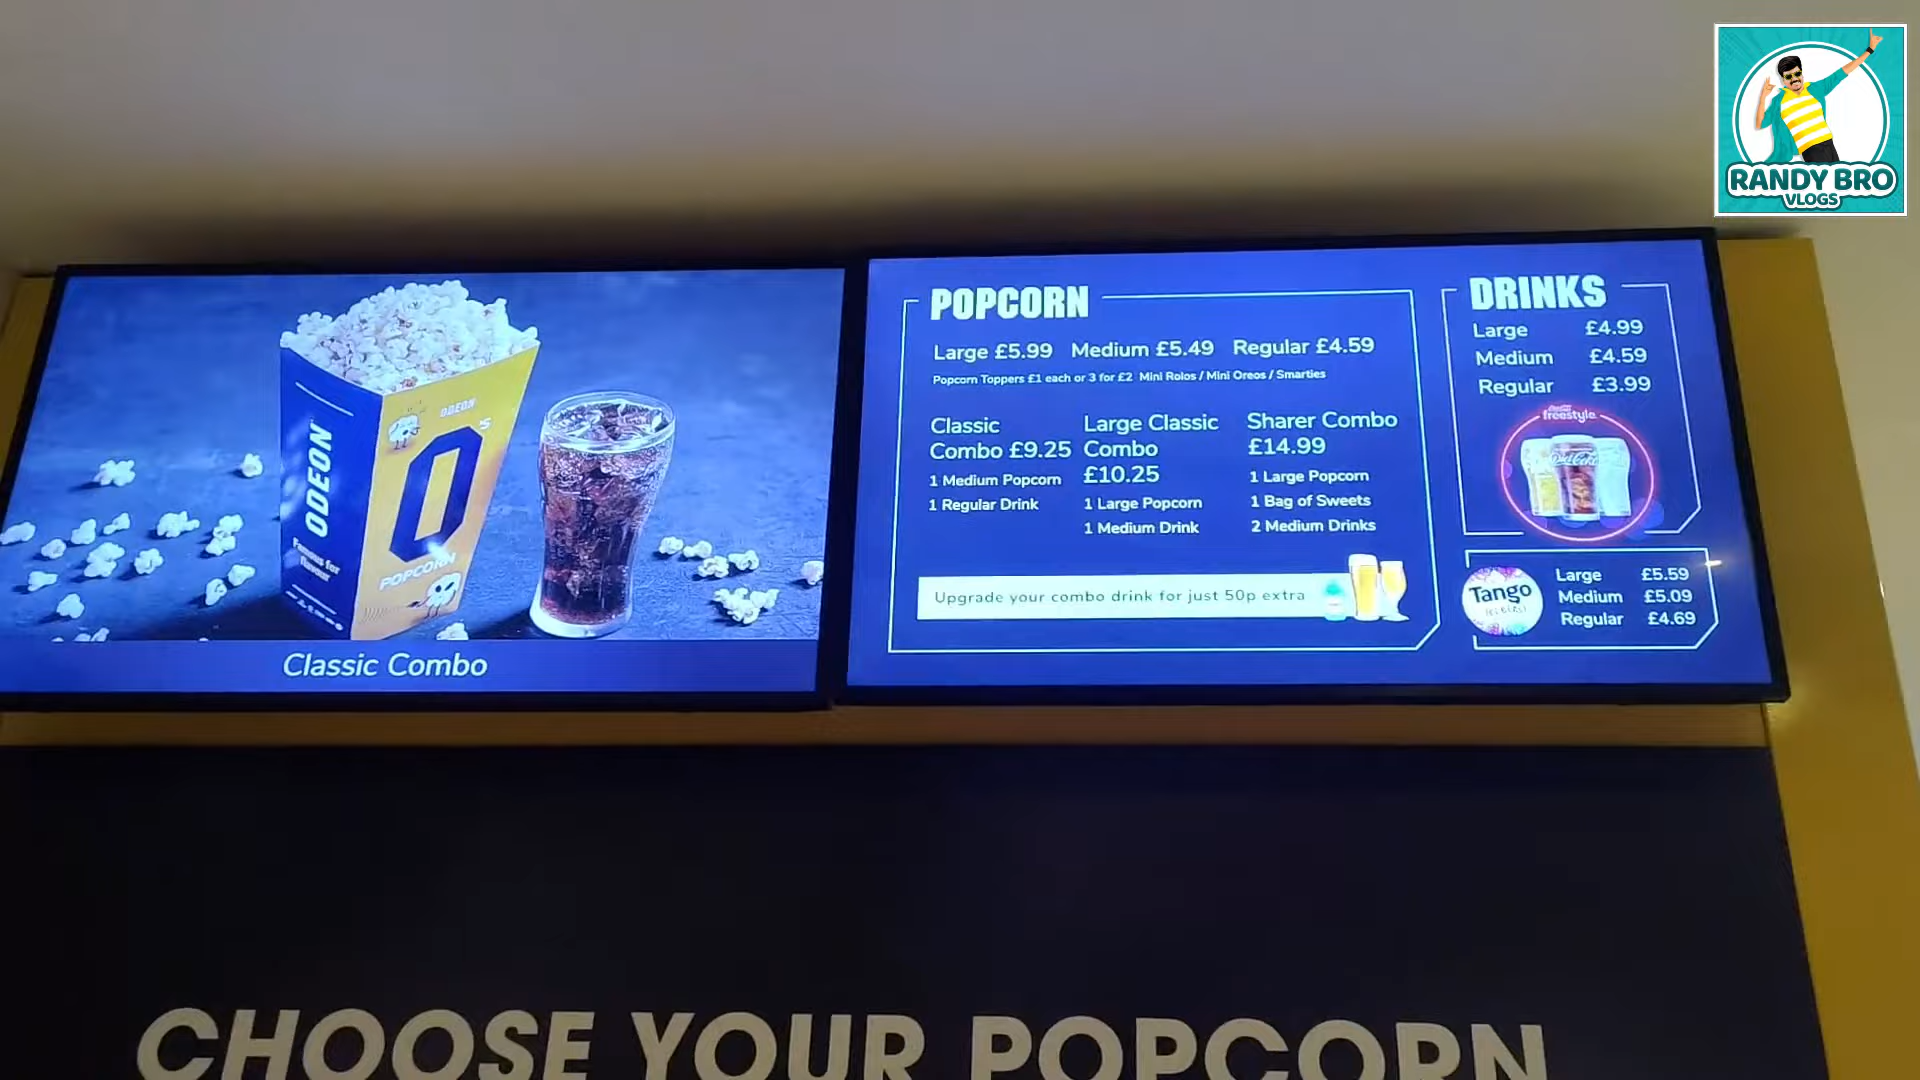 RANDY BRO
VLOGS
ODEON
Famous for
flavour
ODEON
O'S
POPCORN
Classic Combo
POPCORN
Large £5.99 Medium £5.49 Regular £4.59
Popcorn Toppers £1 each or 3 for £2 Mini Rolos / Mini Oreos / Smarties
Classic
Combo £9.25
1 Medium Popcorn
1 Regular Drink
Large Classic
Combo
£10.25
1 Large Popcorn
1 Medium Drink
Sharer Combo
£14.99
1 Large Popcorn
1 Bag of Sweets
2 Medium Drinks
Upgrade your combo drink for just 50p extra
DRINKS
Large £4.99
Medium £4.59
Regular £3.99
freestyle
Diet Coke
Tango
Large £5.59
Medium £5.09
Regular £4.69
CHOOSE YOUR POPCORN